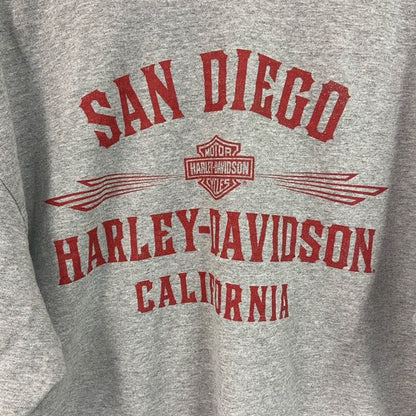 SAN DIEGO
MOTOR
HARLEY-DAVIDSON
CYCLES
HARLEY-DAVIDSON
CALIFORNIA